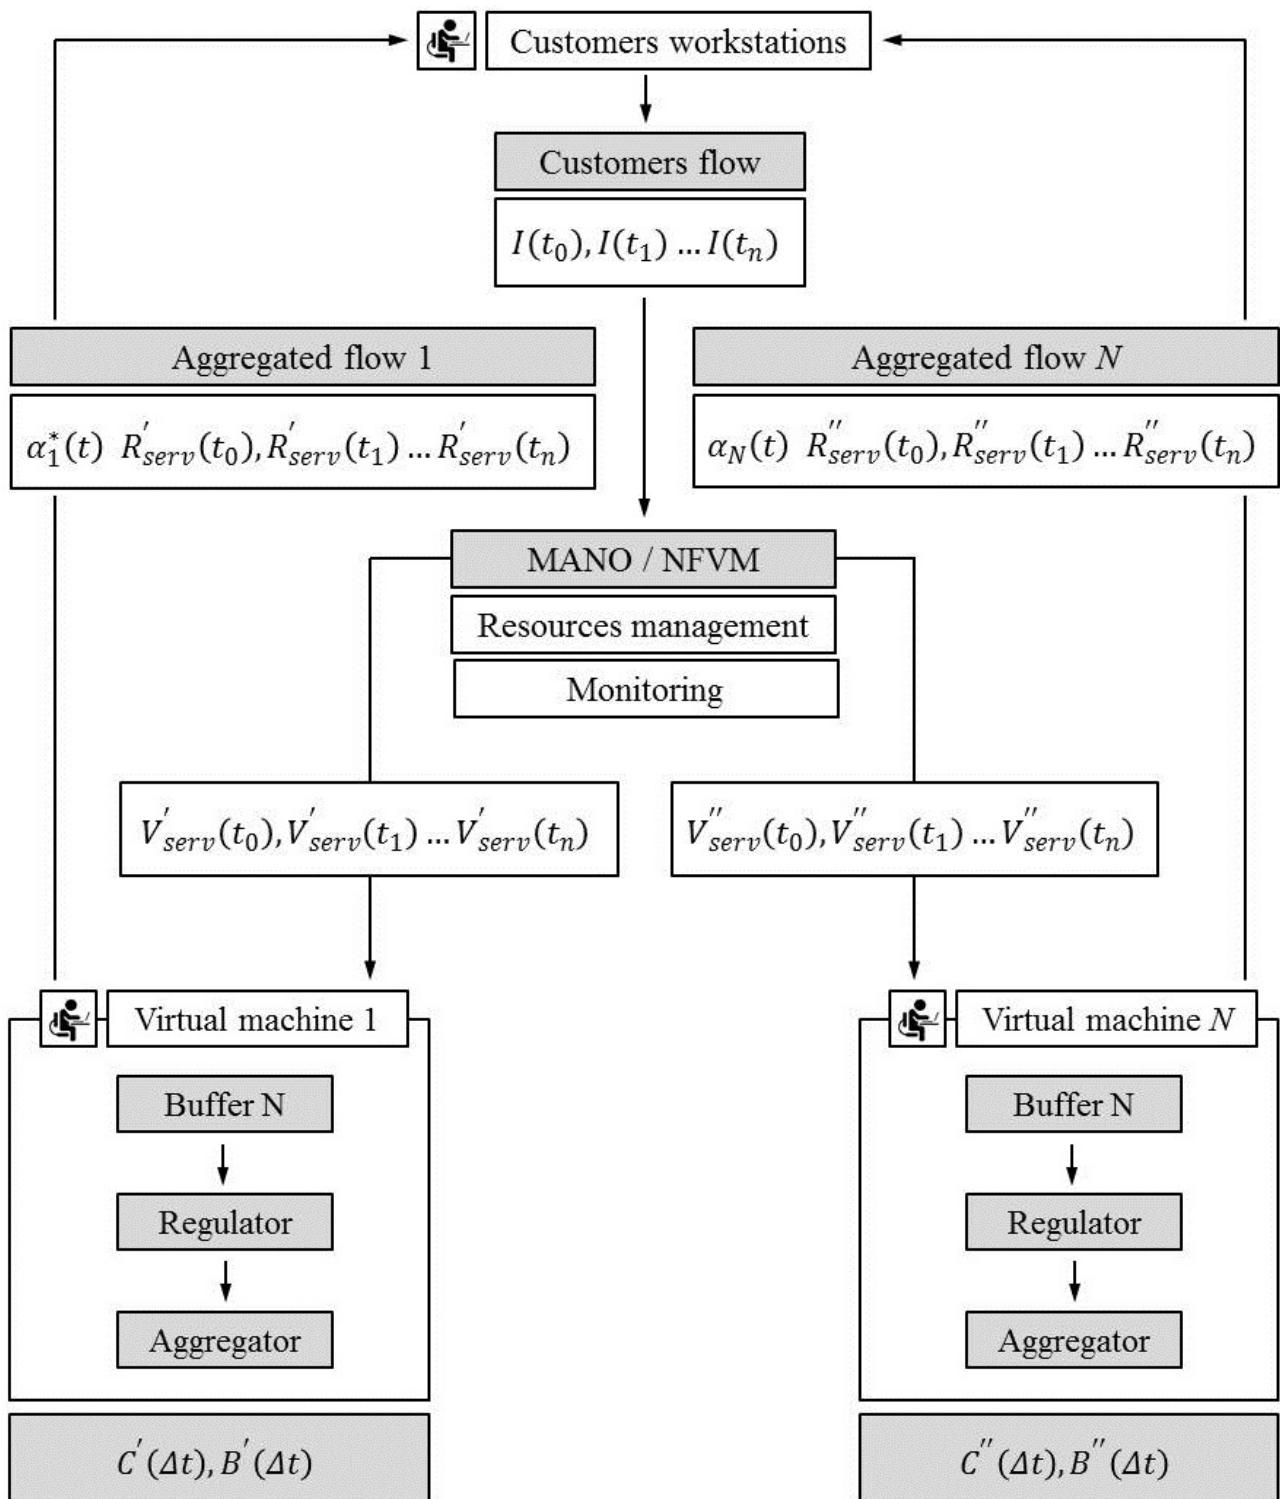 Customers workstations
Customers flow
I(t₀), I(t₁) … I(tₙ)
Aggregated flow 1
α₁*(t) R′serv(t₀), R′serv(t₁) … R′serv(tₙ)
Aggregated flow N
α_N(t) R″serv(t₀), R″serv(t₁) … R″serv(tₙ)
MANO / NFVM
Resources management
Monitoring
V′serv(t₀), V′serv(t₁) … V′serv(tₙ)
V″serv(t₀), V″serv(t₁) … V″serv(tₙ)
Virtual machine 1
Buffer N
Regulator
Aggregator
C′(Δt), B′(Δt)
Virtual machine N
Buffer N
Regulator
Aggregator
C″(Δt), B″(Δt)